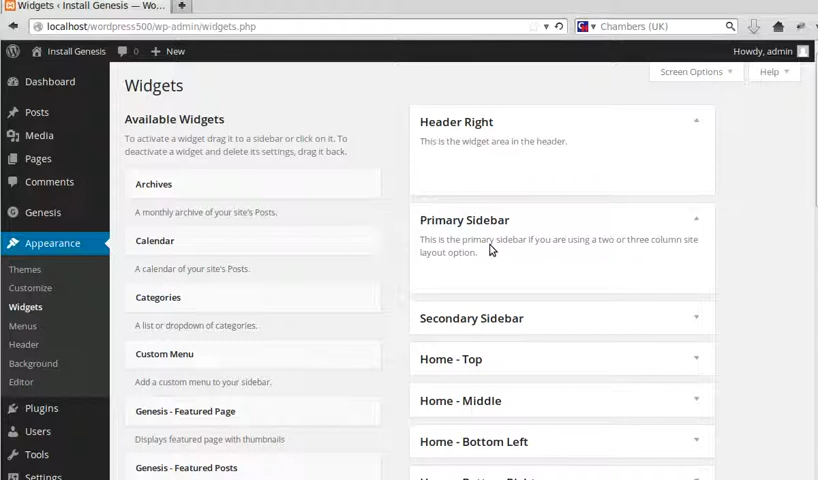 Widgets ‹ Install Genesis — Wo...
localhost/wordpress500/wp-admin/widgets.php
Chambers (UK)
Install Genesis 0 New
Howdy, admin
Screen Options
Help
Dashboard
Posts
Media
Pages
Comments
Genesis
Appearance
Themes
Customize
Widgets
Menus
Header
Background
Editor
Plugins
Users
Tools
Settings
Widgets
Available Widgets
To activate a widget drag it to a sidebar or click on it. To
deactivate a widget and delete its settings, drag it back.
Archives
A monthly archive of your site's Posts.
Calendar
A calendar of your site's Posts.
Categories
A list or dropdown of categories.
Custom Menu
Add a custom menu to your sidebar.
Genesis - Featured Page
Displays featured page with thumbnails
Genesis - Featured Posts
Header Right
This is the widget area in the header.
Primary Sidebar
This is the primary sidebar if you are using a two or three column site
layout option.
Secondary Sidebar
Home - Top
Home - Middle
Home - Bottom Left
Home - Bottom Right